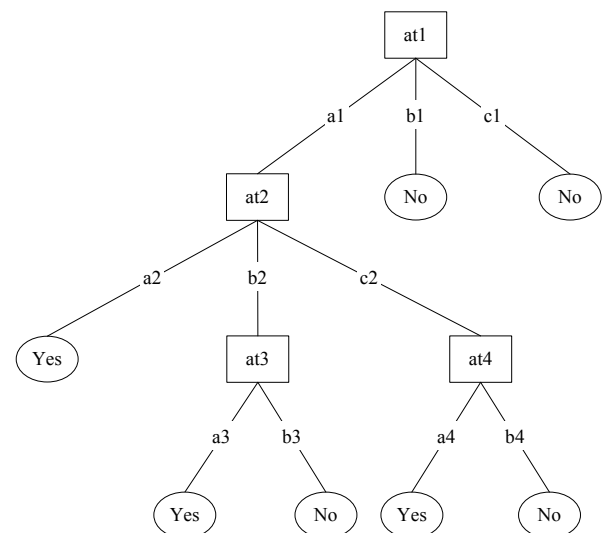 at1
a1 b1 c1
at2 No No
a2 b2 c2
Yes at3 at4
a3 b3 a4 b4
Yes No Yes No